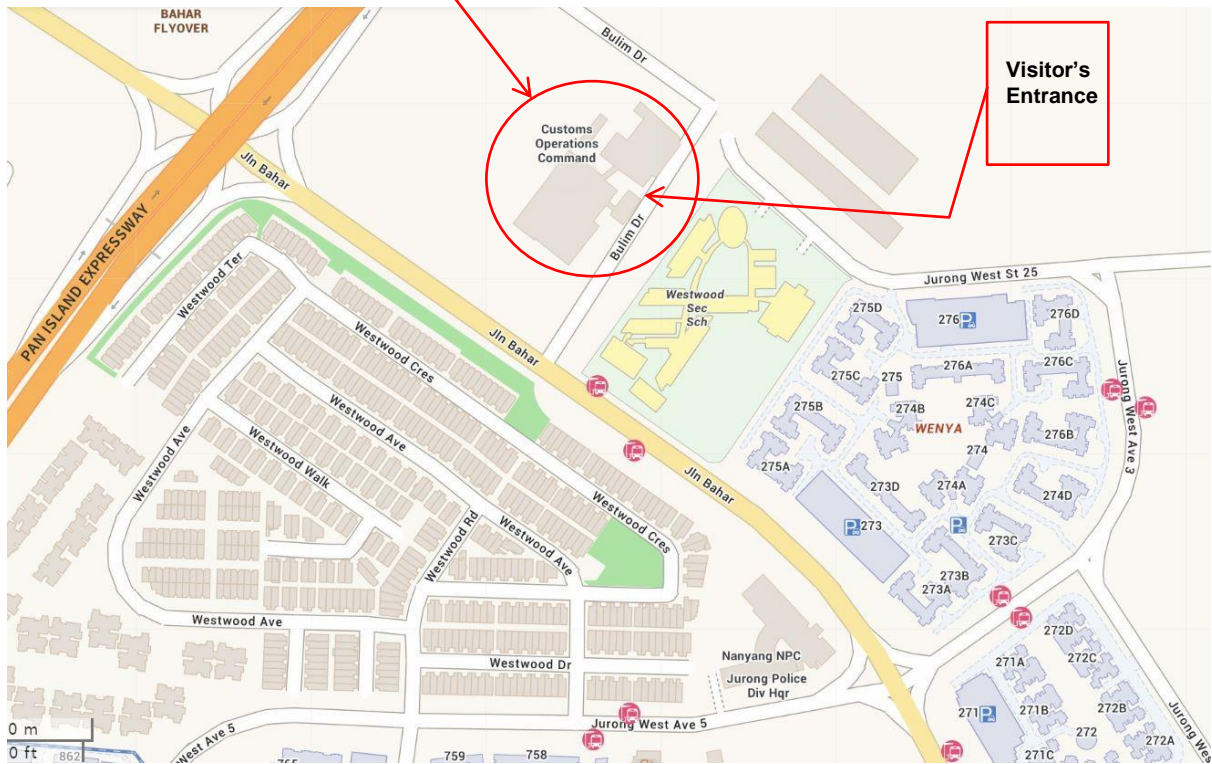 BAHAR
FLYOVER
Bulim Dr
Visitor's
Entrance
Customs
Operations
Command
Jln Bahar
Bulim Dr
PAN ISLAND EXPRESSWAY
Westwood Ter
Westwood
Sec
Sch
Jurong West St 25
275D
276
276D
Jln Bahar
Westwood Cres
276A
276C
275C
275
Jurong West Ave 3
275B
274B
274C
WENYA
276B
Westwood Ave
274
275A
Westwood Walk
Westwood Ave
Jln Bahar
273D
274A
274D
Westwood Cres
273
273C
Westwood Rd
Westwood Ave
273B
273A
Westwood Ave
272D
Nanyang NPC
Westwood Dr
271A
272C
Jurong Police
Div Hqr
271B
272B
271
Jurong West Ave 5
272
272A
0 m
West Ave 5
Jurong Wes
0 ft
862
765
759
758
271C